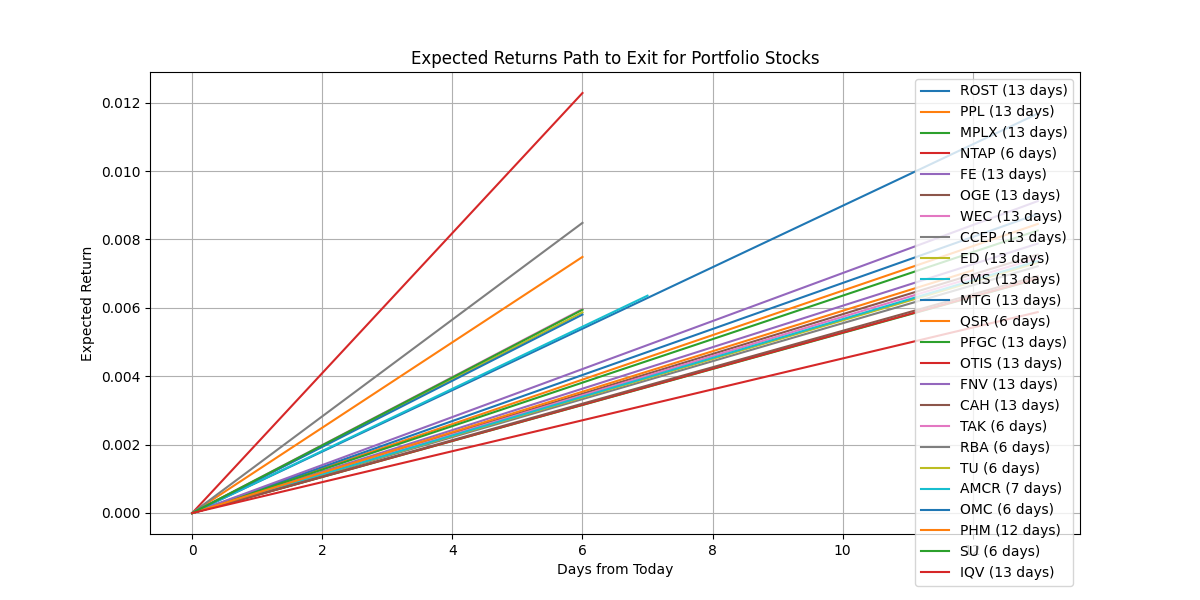 Expected Returns Path to Exit for Portfolio Stocks
Expected Return
0.012
0.010
0.008
0.006
0.004
0.002
0.000
0
2
4
6
8
10
Days from Today
ROST (13 days)
PPL (13 days)
MPLX (13 days)
NTAP (6 days)
FE (13 days)
OGE (13 days)
WEC (13 days)
CCEP (13 days)
ED (13 days)
CMS (13 days)
MTG (13 days)
QSR (6 days)
PFGC (13 days)
OTIS (13 days)
FNV (13 days)
CAH (13 days)
TAK (6 days)
RBA (6 days)
TU (6 days)
AMCR (7 days)
OMC (6 days)
PHM (12 days)
SU (6 days)
IQV (13 days)